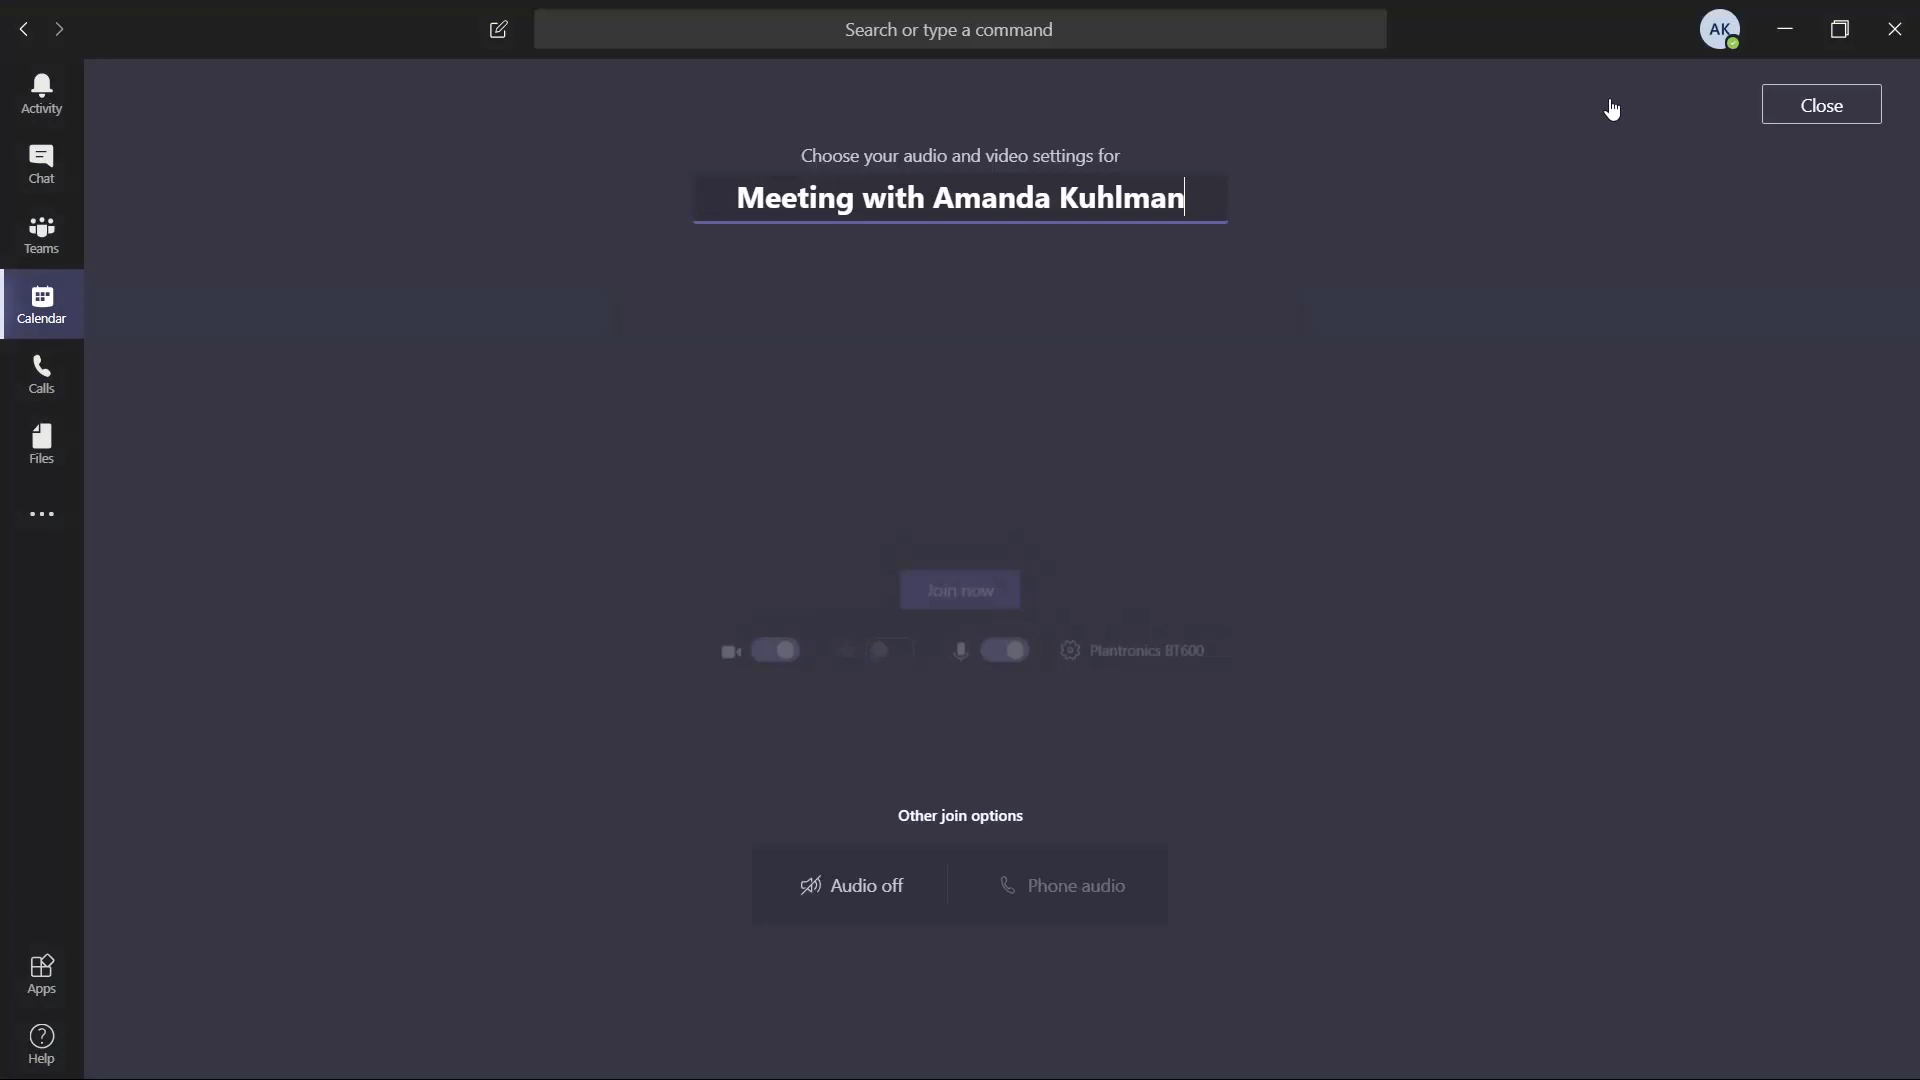 Search or type a command
AK
Activity
Chat
Teams
Calendar
Calls
Files
Apps
Help
Close
Choose your audio and video settings for
Meeting with Amanda Kuhlman
Join now
Plantronics BT600
Other join options
Audio off
Phone audio